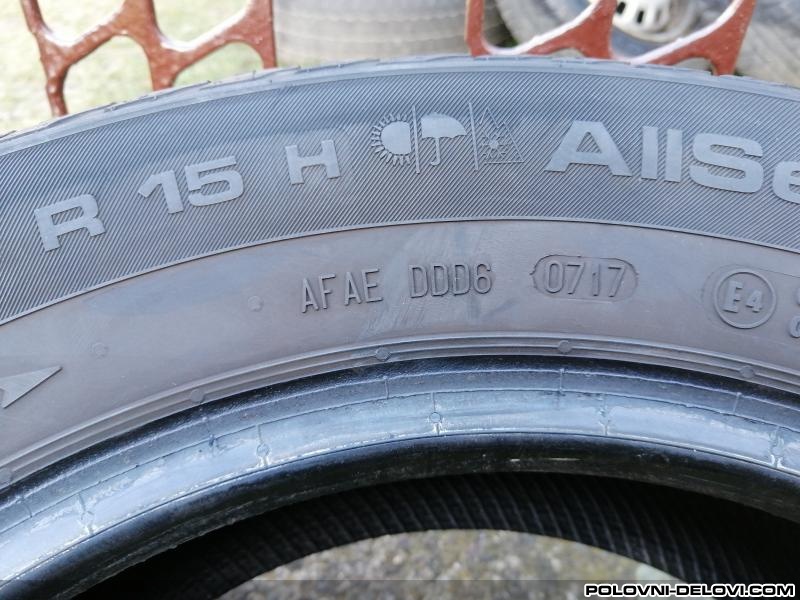 R 15 H AllSe
AFAE DDD6 0717 E4
POLOVNI-DELOVI.COM